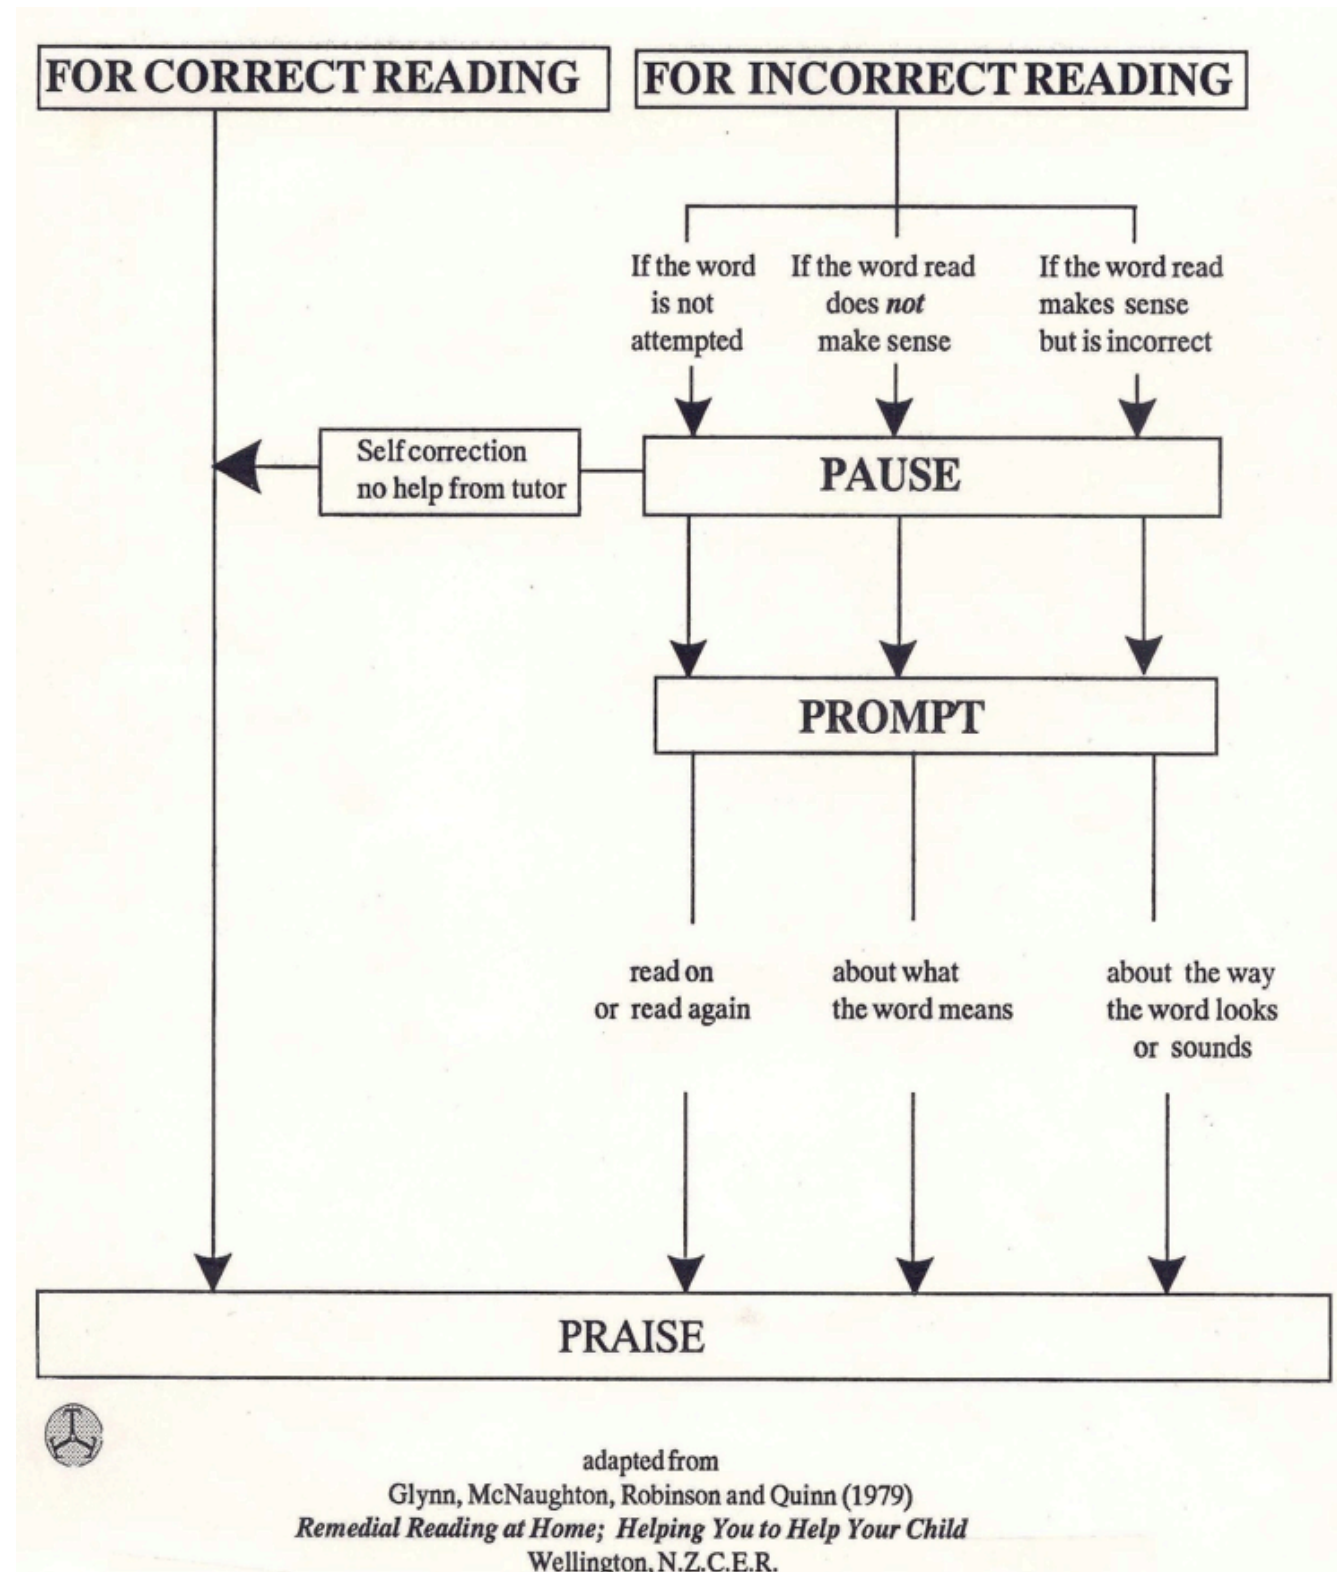 FOR CORRECT READING
FOR INCORRECT READING
If the word
is not
attempted
If the word read
does not
make sense
If the word read
makes sense
but is incorrect
Self correction
no help from tutor
PAUSE
PROMPT
read on
or read again
about what
the word means
about the way
the word looks
or sounds
PRAISE
adapted from
Glynn, McNaughton, Robinson and Quinn (1979)
Remedial Reading at Home; Helping You to Help Your Child
Wellington, N.Z.C.E.R.